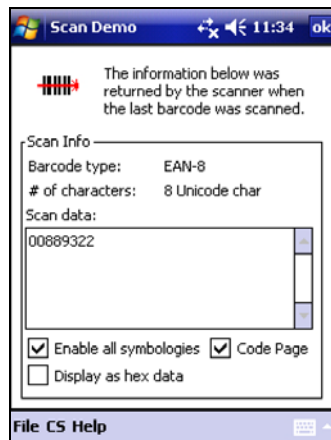 Scan Demo 11:34 ok
The information below was
returned by the scanner when
the last barcode was scanned.
Scan Info
Barcode type: EAN-8
# of characters: 8 Unicode char
Scan data:
00889322
Enable all symbologies Code Page
Display as hex data
File CS Help